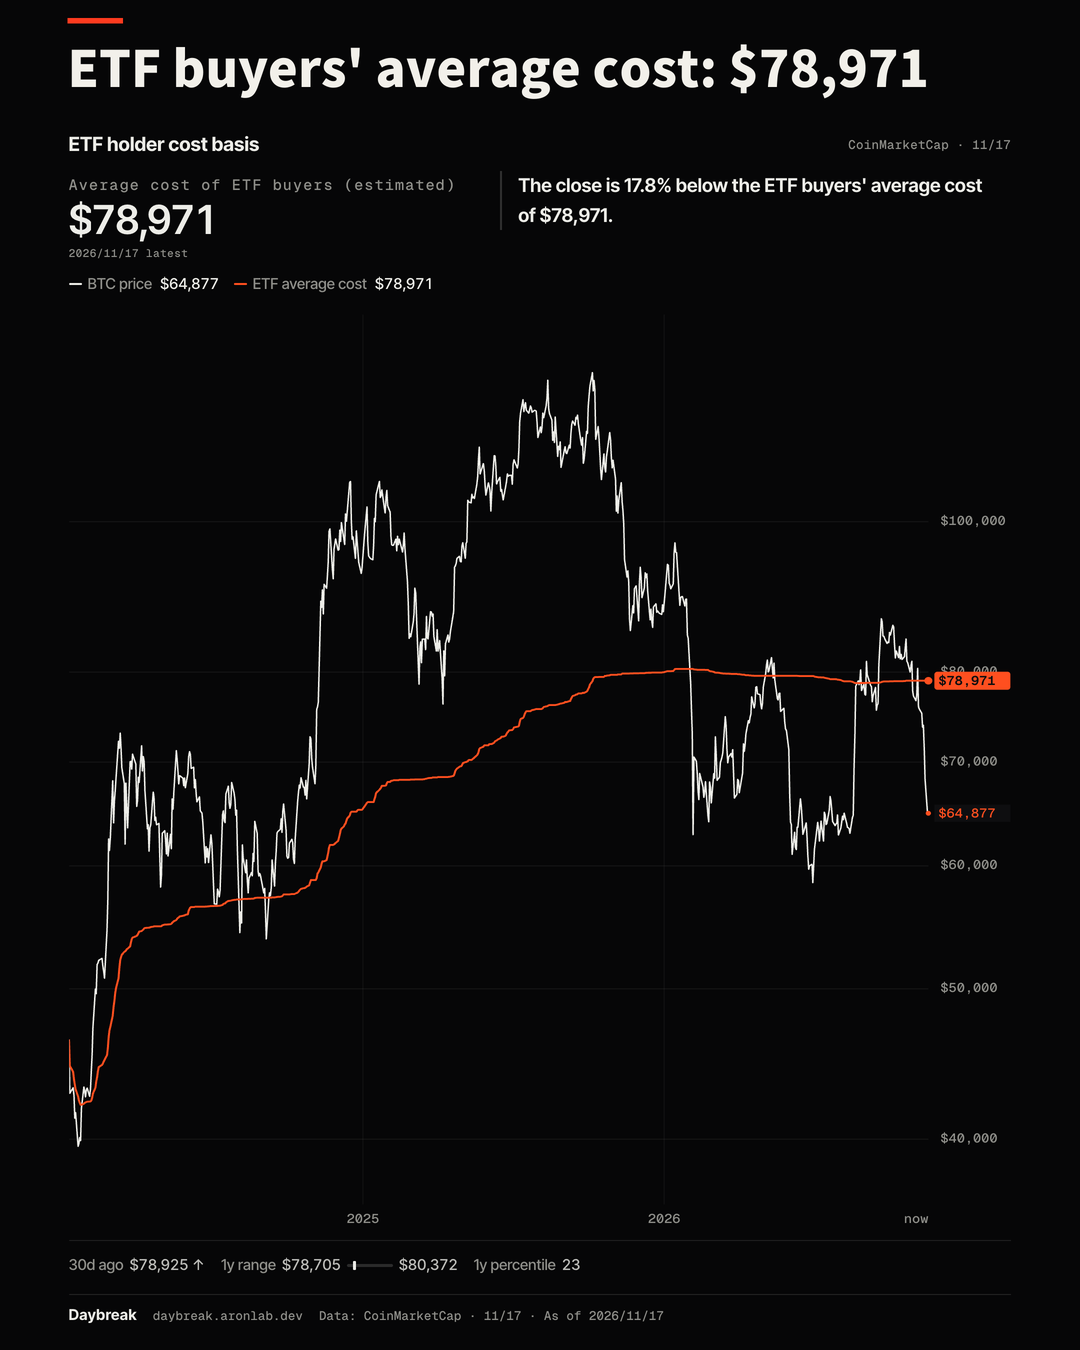 ETF buyers' average cost: $78,971
ETF holder cost basis
CoinMarketCap · 11/17
Average cost of ETF buyers (estimated)
$78,971
2026/11/17 latest
The close is 17.8% below the ETF buyers' average cost
of $78,971.
BTC price $64,877 ETF average cost $78,971
$100,000
$80,000
$78,971
$70,000
$64,877
$60,000
$50,000
$40,000
2025 2026 now
30d ago $78,925 ↑ 1y range $78,705 $80,372 1y percentile 23
Daybreak daybreak.aronlab.dev Data: CoinMarketCap · 11/17 · As of 2026/11/17